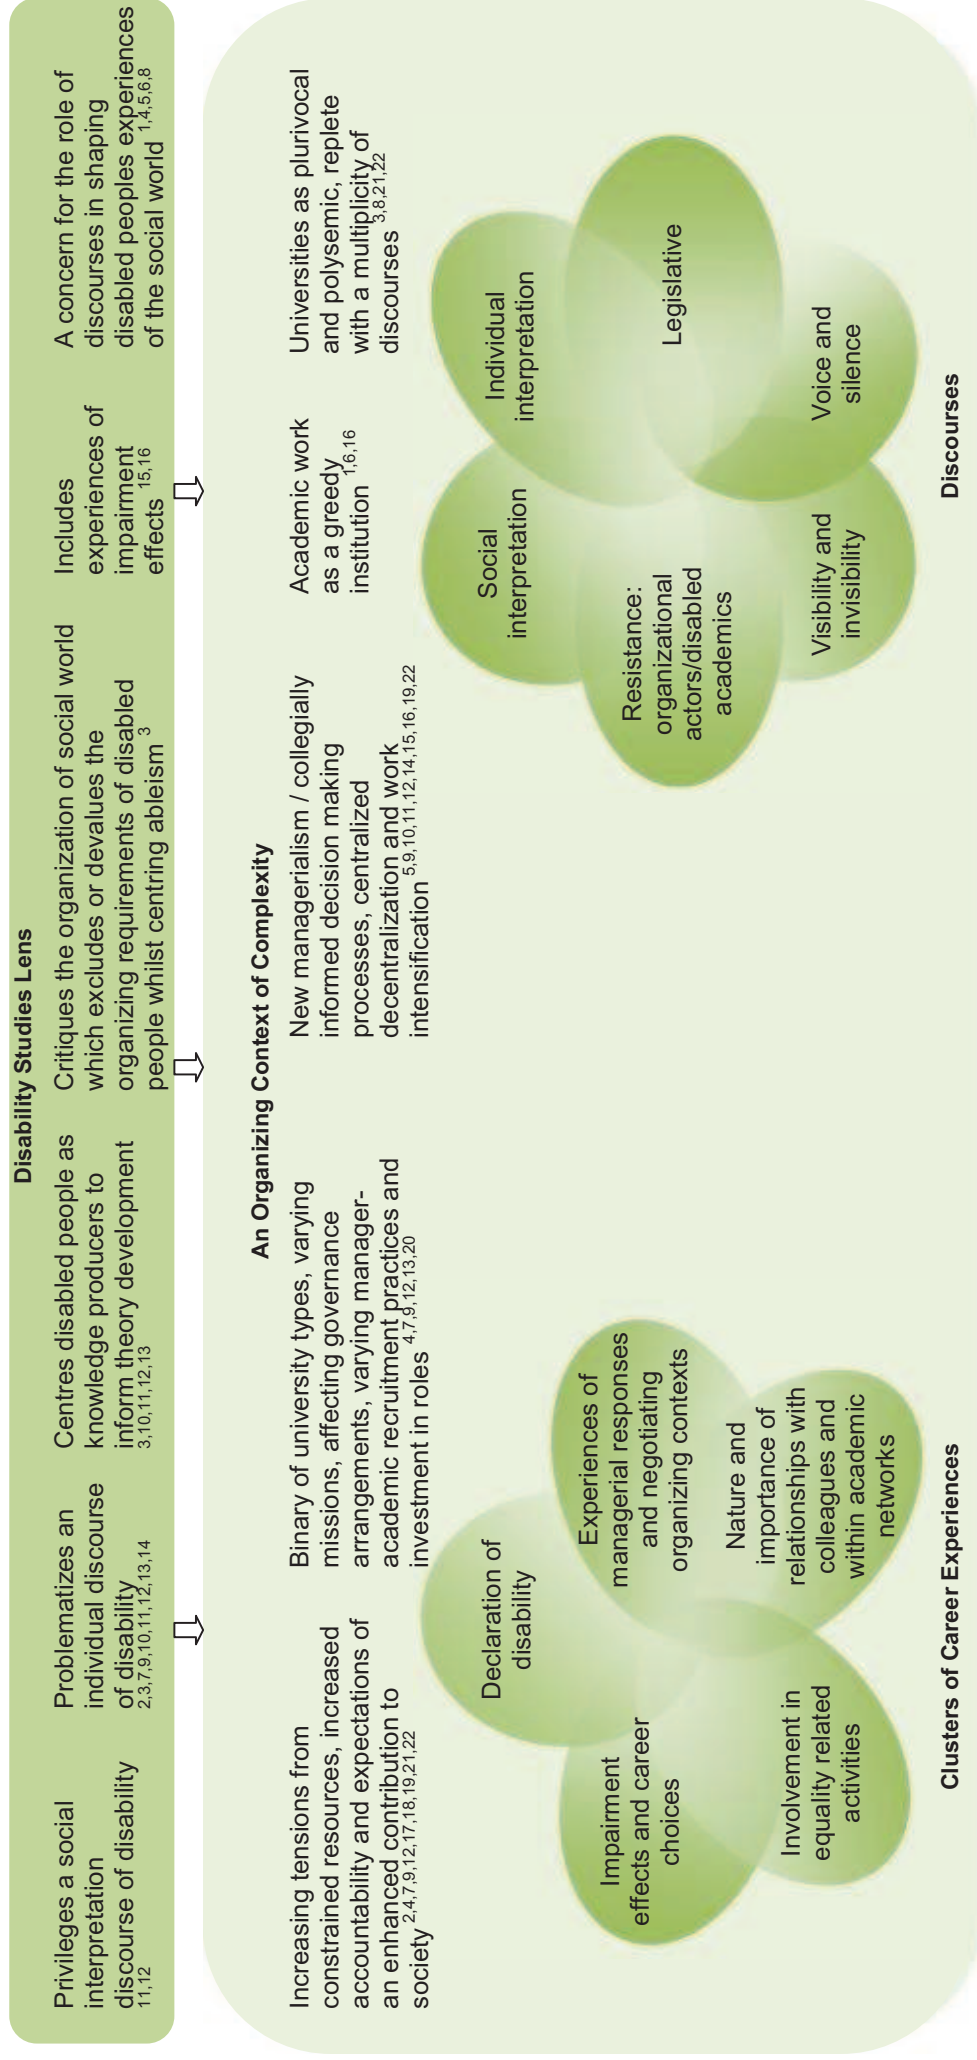 Disability Studies Lens
Privileges a social
interpretation
discourse of disability
11,12
Problematizes an
individual discourse
of disability
2,3,7,9,10,11,12,13,14
Centres disabled people as
knowledge producers to
inform theory development
3,10,11,12,13
Critiques the organization of social world
which excludes or devalues the
organizing requirements of disabled
people whilst centring ableism 3
Includes
experiences of
impairment
effects 15,16
A concern for the role of
discourses in shaping
disabled peoples experiences
of the social world 1,4,5,6,8
An Organizing Context of Complexity
Increasing tensions from
constrained resources, increased
accountability and expectations of
an enhanced contribution to
society 2,4,7,9,12,17,18,19,21,22
Binary of university types, varying
missions, affecting governance
arrangements, varying manager-
academic recruitment practices and
investment in roles 4,7,9,12,13,20
New managerialism / collegially
informed decision making
processes, centralized
decentralization and work
intensification 5,9,10,11,12,14,15,16,19,22
Academic work
as a greedy
institution 1,6,16
Universities as plurivocal
and polysemic, replete
with a multiplicity of
discourses 3,8,21,22
Declaration of
disability
Impairment
effects and career
choices
Experiences of
managerial responses
and negotiating
organizing contexts
Involvement in
equality related
activities
Nature and
importance of
relationships with
colleagues and
within academic
networks
Clusters of Career Experiences
Social
interpretation
Individual
interpretation
Resistance:
organizational
actors/disabled
academics
Legislative
Visibility and
invisibility
Voice and
silence
Discourses